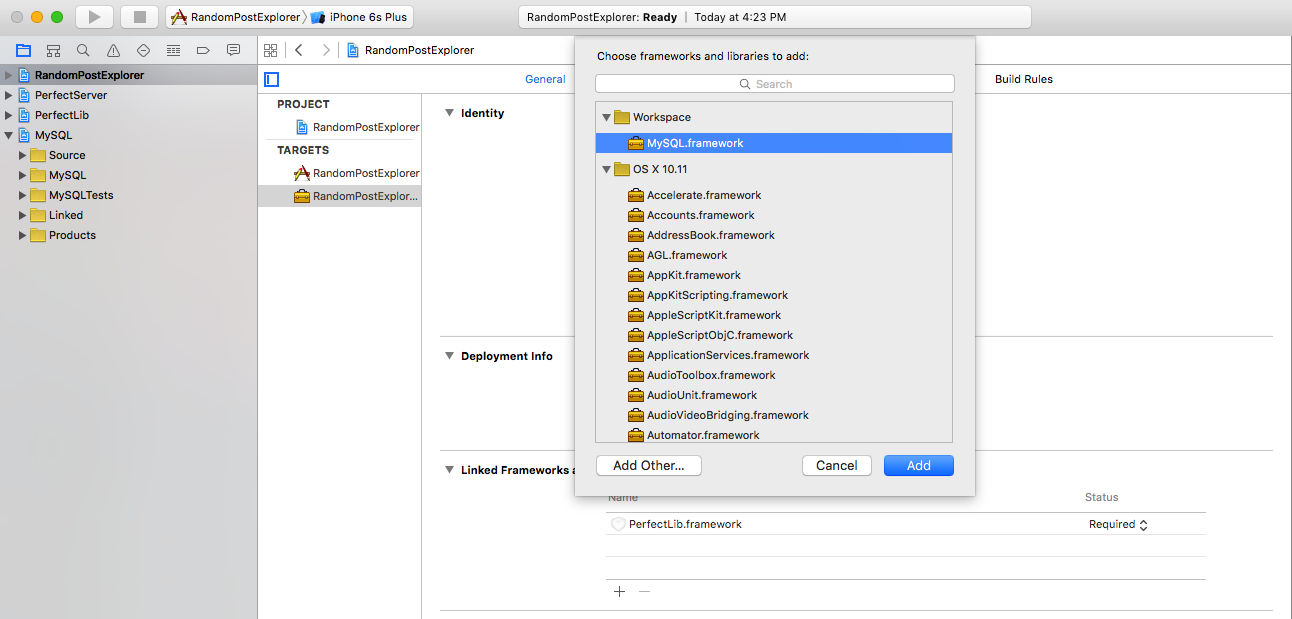 RandomPostExplorer
iPhone 6s Plus
RandomPostExplorer: Ready | Today at 4:23 PM
RandomPostExplorer
PerfectServer
PerfectLib
MySQL
Source
MySQL
MySQLTests
Linked
Products
RandomPostExplorer
General
Build Rules
PROJECT
RandomPostExplorer
TARGETS
RandomPostExplorer
RandomPostExplor...
Identity
Deployment Info
Linked Frameworks a
Choose frameworks and libraries to add:
Search
Workspace
MySQL.framework
OS X 10.11
Accelerate.framework
Accounts.framework
AddressBook.framework
AGL.framework
AppKit.framework
AppKitScripting.framework
AppleScriptKit.framework
AppleScriptObjC.framework
ApplicationServices.framework
AudioToolbox.framework
AudioUnit.framework
AudioVideoBridging.framework
Automator.framework
Add Other...
Cancel
Add
Name
Status
PerfectLib.framework
Required